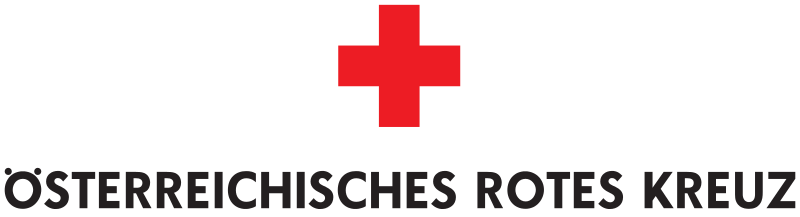 ÖSTERREICHISCHES ROTES KREUZ